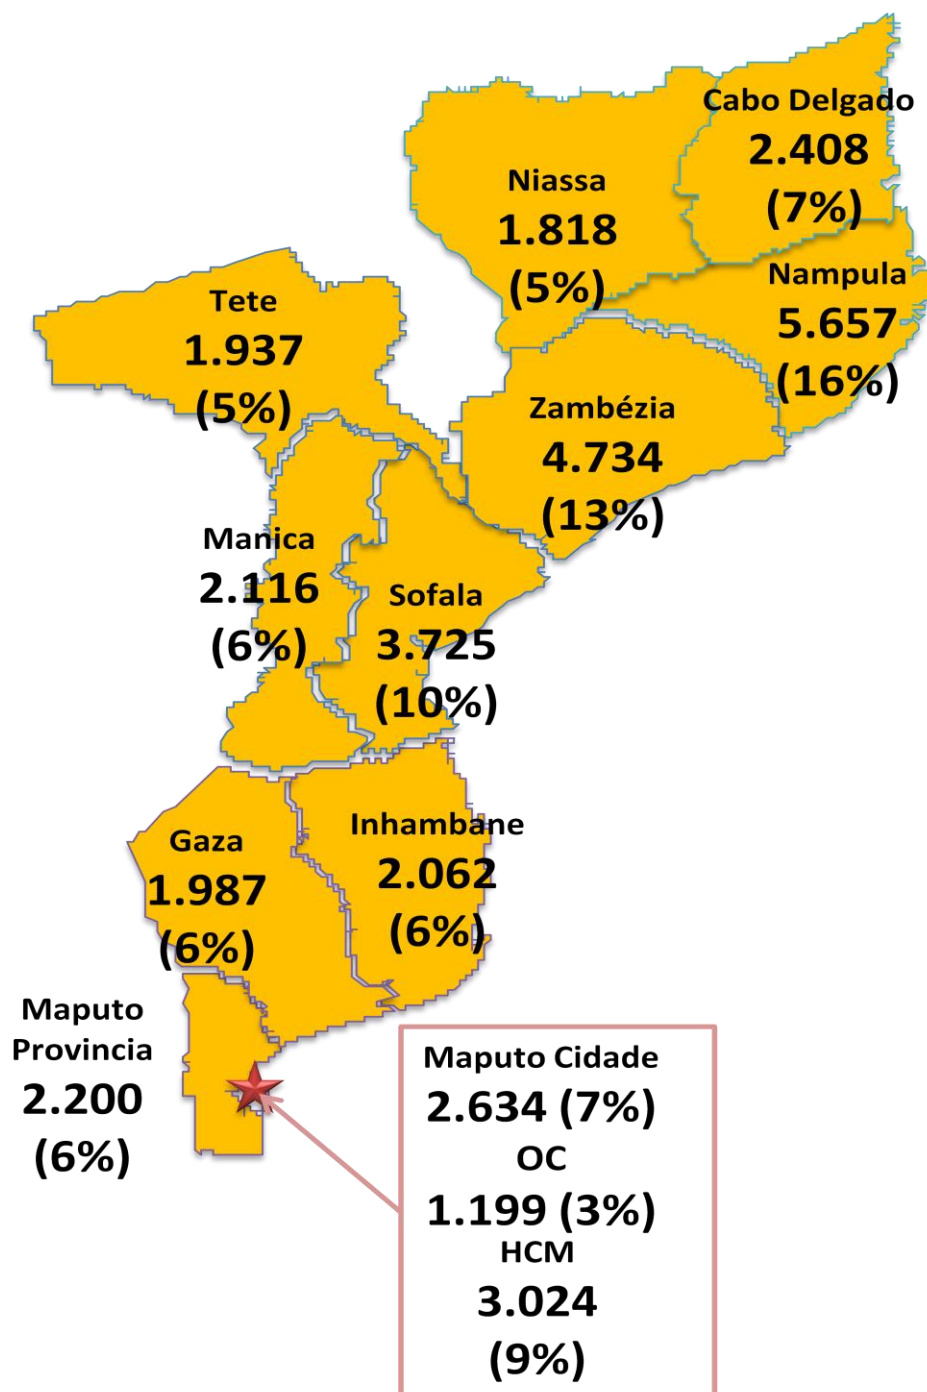 Cabo Delgado
2.408
(7%)
Niassa
1.818
(5%)
Nampula
5.657
(16%)
Tete
1.937
(5%)
Zambézia
4.734
(13%)
Manica
2.116
(6%)
Sofala
3.725
(10%)
Inhambane
2.062
(6%)
Gaza
1.987
(6%)
Maputo
Provincia
2.200
(6%)
Maputo Cidade
2.634 (7%)
OC
1.199 (3%)
HCM
3.024
(9%)